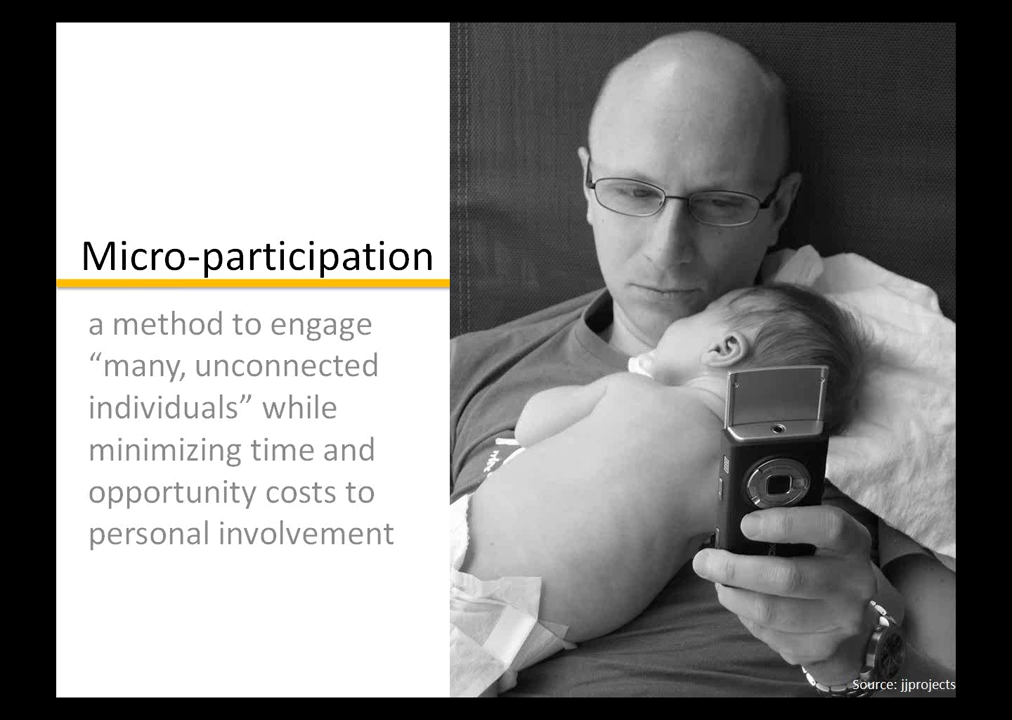 Micro-participation
a method to engage
“many, unconnected
individuals” while
minimizing time and
opportunity costs to
personal involvement
Source: jjprojects